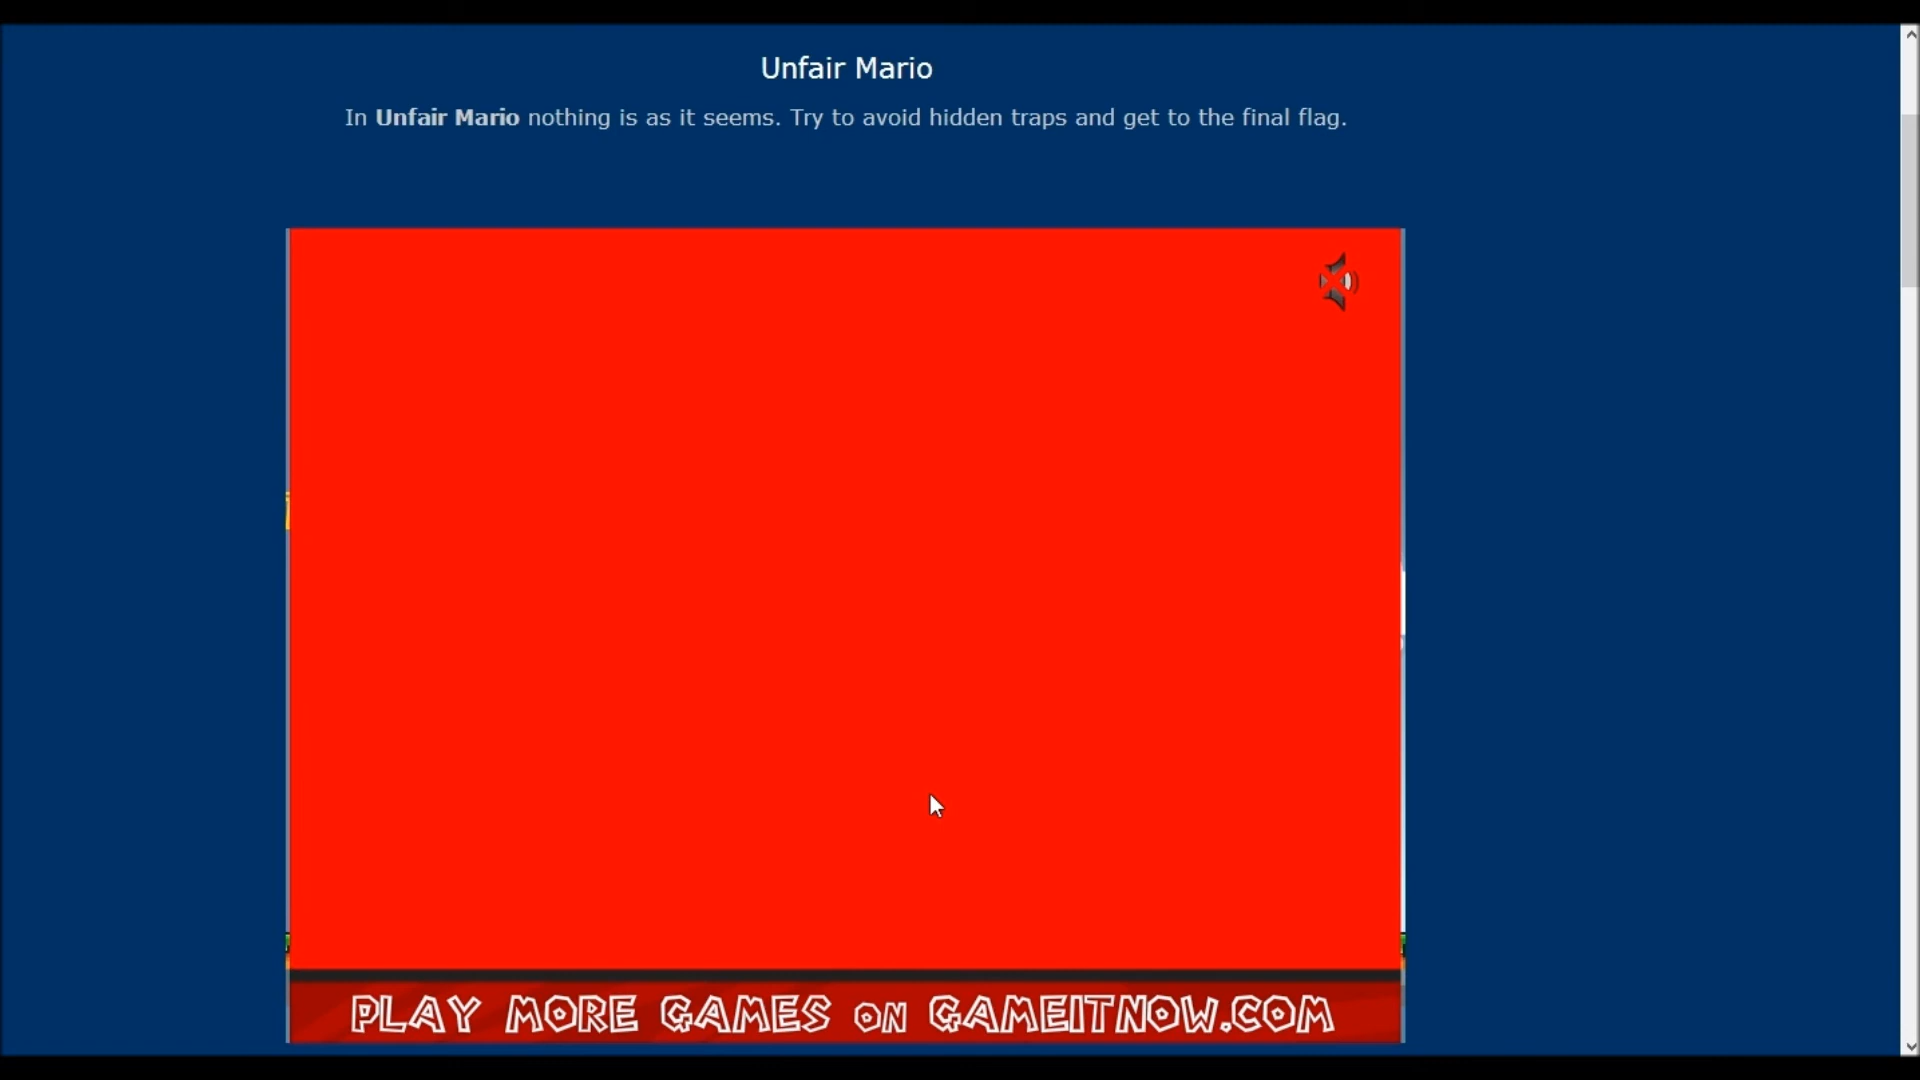 Unfair Mario
In Unfair Mario nothing is as it seems. Try to avoid hidden traps and get to the final flag.
PLAY MORE GAMES ON GAMEITNOW.COM